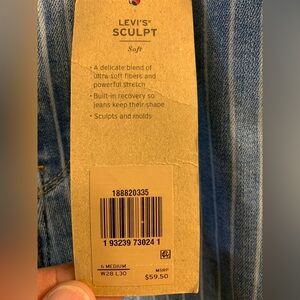 LEVI'S®
SCULPT
Soft
• A delicate blend of
ultra-soft fibers and
powerful stretch
• Built-in recovery so
jeans keep their shape
• Sculpts and molds
188820335
1 93239 73024 1
6 MEDIUM
W28 L30
MSRP
$59.50